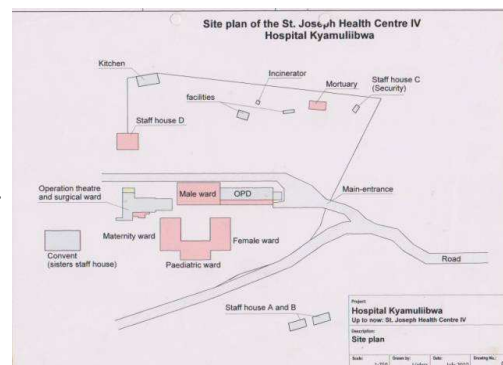 Site plan of the St. Joseph Health Centre IV
Hospital Kyamuliibwa
Kitchen
Incinerator
facilities
Mortuary
Staff house C
(Security)
Staff house D
Operation theatre
and surgical ward
Male ward
OPD
Main-entrance
Maternity ward
Female ward
Convent
(sisters staff house)
Paediatric ward
Road
Staff house A and B
Project:
Hospital Kyamuliibwa
Up to now: St. Joseph Health Centre IV
Description:
Site plan
Scale:
Drawn by:
Date:
Drawing No.: